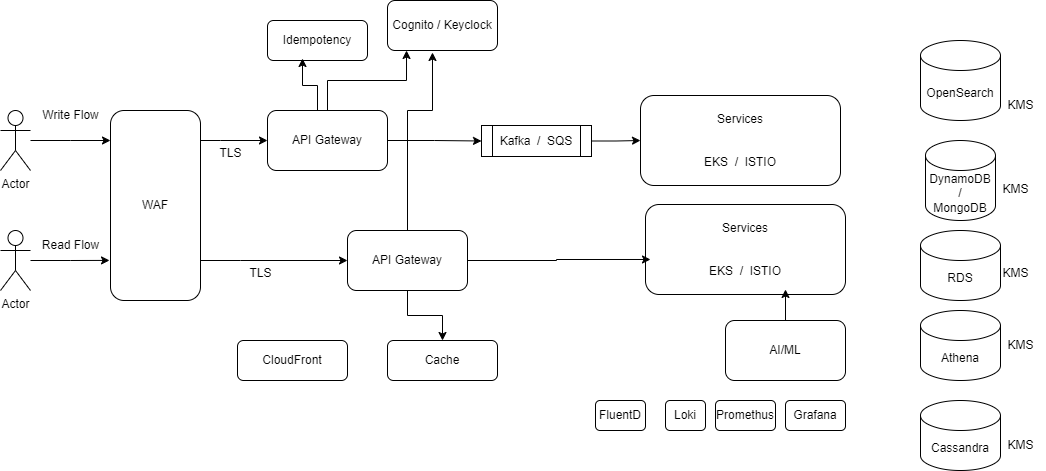 Idempotency
Cognito / Keyclock
OpenSearch
KMS
Write Flow
API Gateway
TLS
Kafka / SQS
Services
EKS / ISTIO
Actor
WAF
DynamoDB
/
MongoDB
KMS
Read Flow
API Gateway
TLS
Services
EKS / ISTIO
Actor
RDS
KMS
CloudFront
Cache
AI/ML
Athena
KMS
FluentD
Loki
Promethus
Grafana
Cassandra
KMS